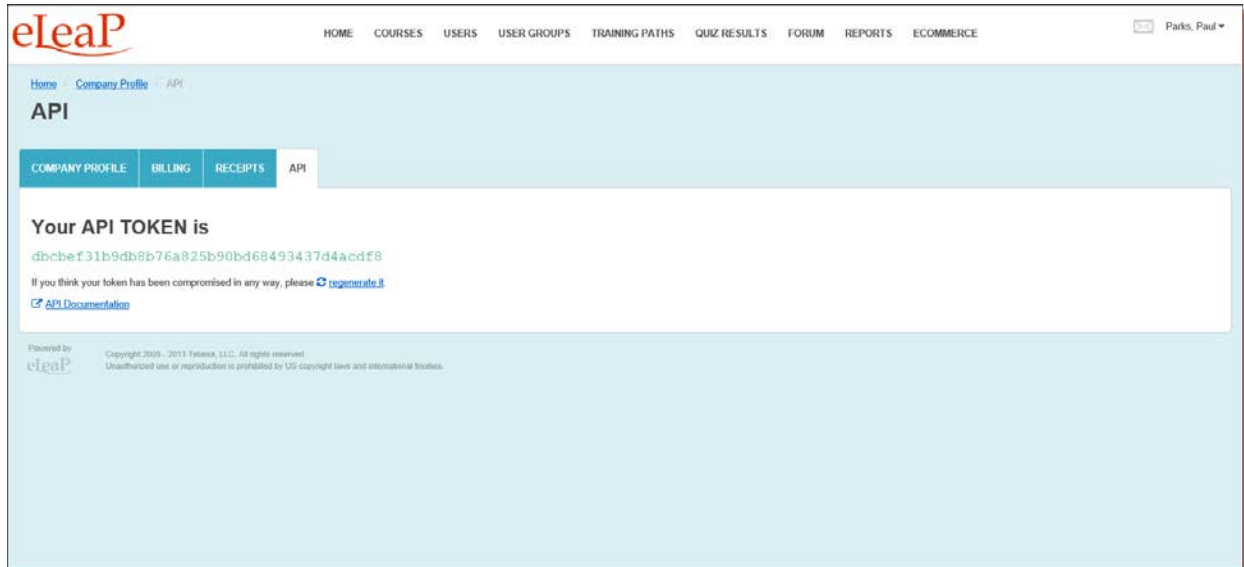 eLeaP
HOME COURSES USERS USER GROUPS TRAINING PATHS QUIZ RESULTS FORUM REPORTS ECOMMERCE
Parks, Paul
Home / Company Profile / API
API
COMPANY PROFILE BILLING RECEIPTS API
Your API TOKEN is
dbcbef31b9db8b76a825b90bd68493437d4acdf8
If you think your token has been compromised in any way, please regenerate it.
API Documentation
Powered by
eLeaP
Copyright 2005 - 2013 Telania, LLC. All rights reserved
Unauthorized use or reproduction is prohibited by US copyright laws and international treaties.